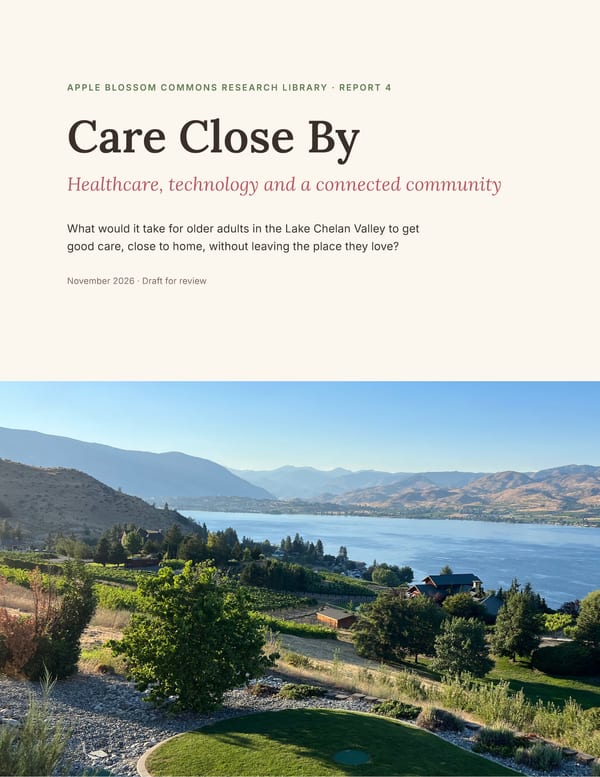 APPLE BLOSSOM COMMONS RESEARCH LIBRARY · REPORT 4
Care Close By
Healthcare, technology and a connected community
What would it take for older adults in the Lake Chelan Valley to get
good care, close to home, without leaving the place they love?
November 2026 · Draft for review